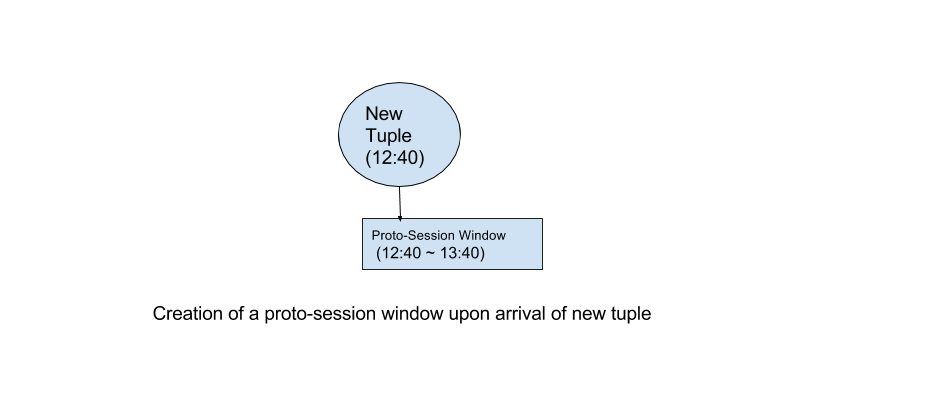 New
Tuple
(12:40)
Proto-Session Window
(12:40 ~ 13:40)
Creation of a proto-session window upon arrival of new tuple